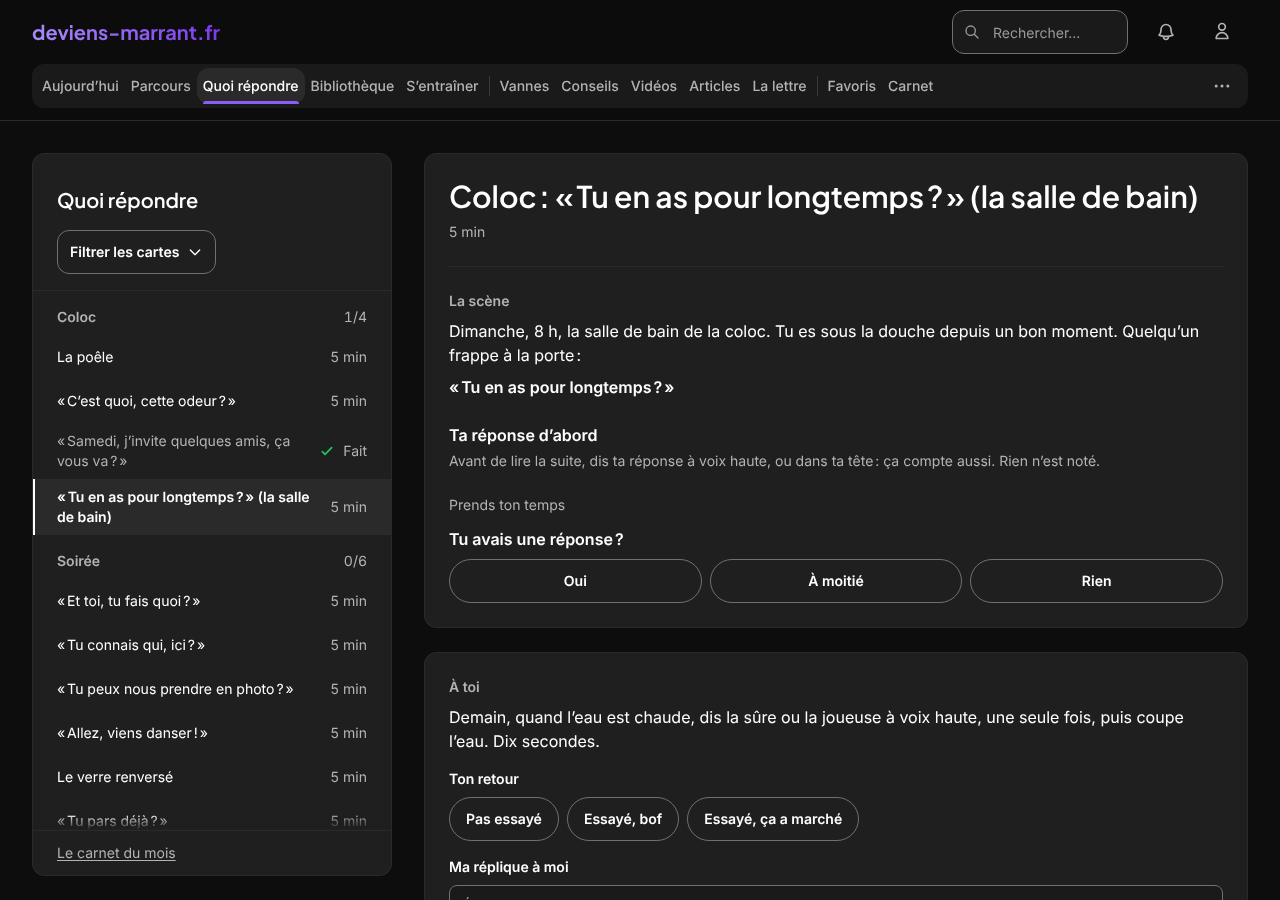 deviens-marrant.fr
Rechercher…
Aujourd’hui Parcours Quoi répondre Bibliothèque S’entraîner Vannes Conseils Vidéos Articles La lettre Favoris Carnet
Quoi répondre
Filtrer les cartes
Coloc 1/4
La poêle 5 min
« C’est quoi, cette odeur ? » 5 min
« Samedi, j’invite quelques amis, ça
vous va ? » Fait
« Tu en as pour longtemps ? » (la salle
de bain) 5 min
Soirée 0/6
« Et toi, tu fais quoi ? » 5 min
« Tu connais qui, ici ? » 5 min
« Tu peux nous prendre en photo ? » 5 min
« Allez, viens danser ! » 5 min
Le verre renversé 5 min
« Tu pars déjà ? » 5 min
Le carnet du mois
Coloc : « Tu en as pour longtemps ? » (la salle de bain)
5 min
La scène
Dimanche, 8 h, la salle de bain de la coloc. Tu es sous la douche depuis un bon moment. Quelqu’un
frappe à la porte :
« Tu en as pour longtemps ? »
Ta réponse d’abord
Avant de lire la suite, dis ta réponse à voix haute, ou dans ta tête : ça compte aussi. Rien n’est noté.
Prends ton temps
Tu avais une réponse ?
Oui À moitié Rien
À toi
Demain, quand l’eau est chaude, dis la sûre ou la joueuse à voix haute, une seule fois, puis coupe
l’eau. Dix secondes.
Ton retour
Pas essayé Essayé, bof Essayé, ça a marché
Ma réplique à moi